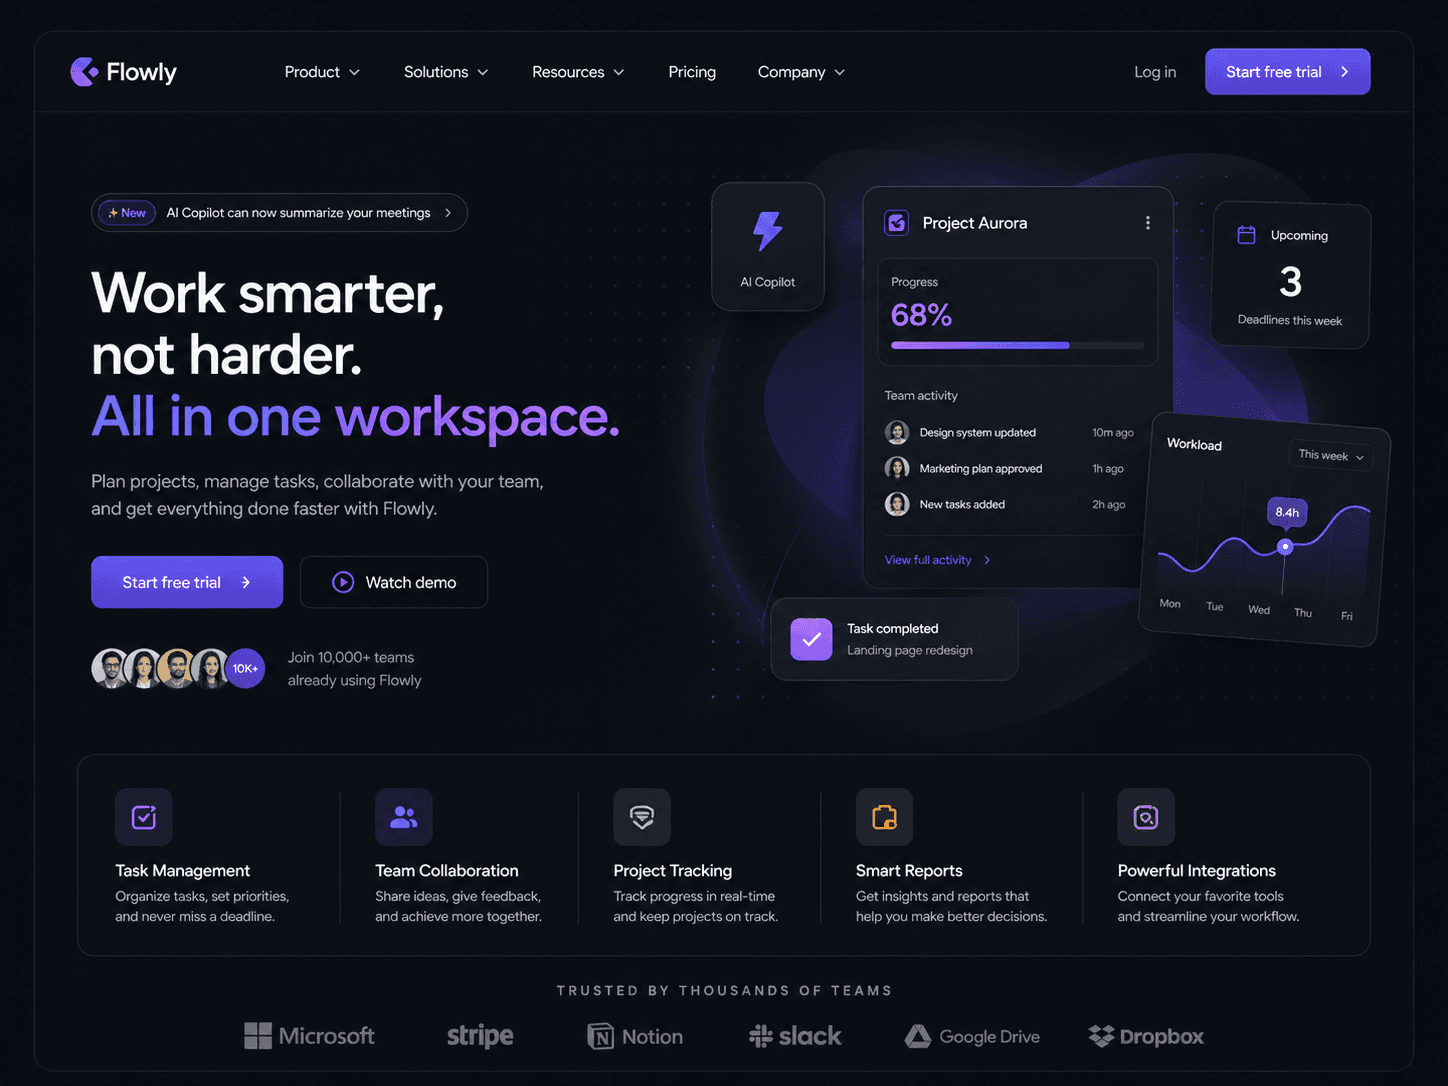 Flowly
Product
Solutions
Resources
Pricing
Company
Log in
Start free trial
New
AI Copilot can now summarize your meetings
Work smarter,
not harder.
All in one workspace.
Plan projects, manage tasks, collaborate with your team,
and get everything done faster with Flowly.
Start free trial
Watch demo
10K+
Join 10,000+ teams
already using Flowly
AI Copilot
Project Aurora
Progress
68%
Team activity
Design system updated 10m ago
Marketing plan approved 1h ago
New tasks added 2h ago
View full activity
Upcoming
3
Deadlines this week
Workload
This week
8.4h
Mon Tue Wed Thu Fri
Task completed
Landing page redesign
Task Management
Organize tasks, set priorities,
and never miss a deadline.
Team Collaboration
Share ideas, give feedback,
and achieve more together.
Project Tracking
Track progress in real-time
and keep projects on track.
Smart Reports
Get insights and reports that
help you make better decisions.
Powerful Integrations
Connect your favorite tools
and streamline your workflow.
TRUSTED BY THOUSANDS OF TEAMS
Microsoft
stripe
Notion
slack
Google Drive
Dropbox